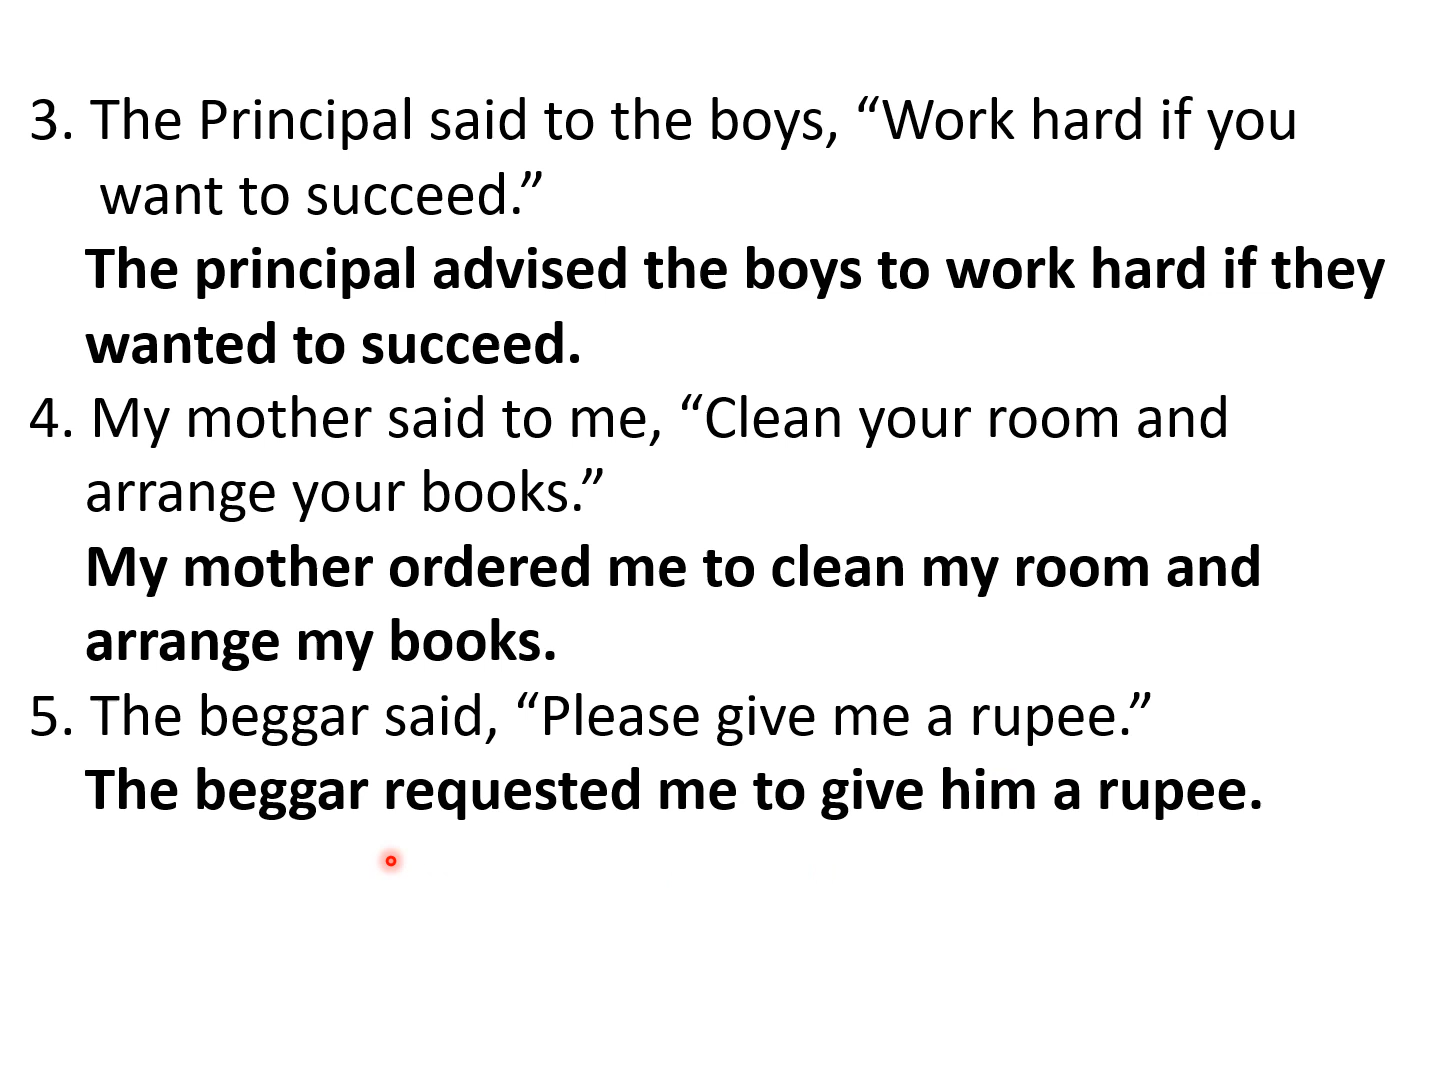 3. The Principal said to the boys, “Work hard if you
want to succeed.”
The principal advised the boys to work hard if they
wanted to succeed.
4. My mother said to me, “Clean your room and
arrange your books.”
My mother ordered me to clean my room and
arrange my books.
5. The beggar said, “Please give me a rupee.”
The beggar requested me to give him a rupee.